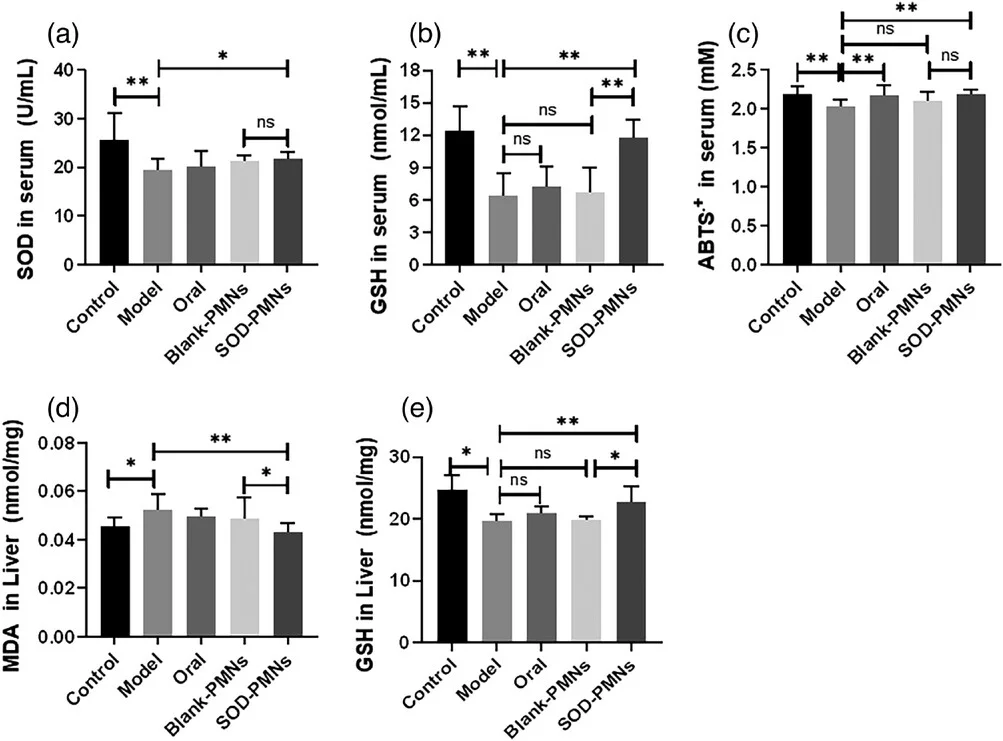 (a)
SOD in serum (U/mL)
40
30
20
10
0
**
*
ns
Control
Model
Oral
Blank-PMNs
SOD-PMNs
(b)
GSH in serum (nmol/mL)
18
15
12
9
6
3
0
**
**
**
ns
ns
Control
Model
Oral
Blank-PMNs
SOD-PMNs
(c)
ABTS·+ in serum (mM)
2.5
2.0
1.5
1.0
0.5
0.0
**
ns
**
**
ns
Control
Model
Oral
Blank-PMNs
SOD-PMNs
(d)
MDA in Liver (nmol/mg)
0.08
0.06
0.04
0.02
0.00
**
*
*
Control
Model
Oral
Blank-PMNs
SOD-PMNs
(e)
GSH in Liver (nmol/mg)
30
20
10
0
**
*
ns
*
ns
Control
Model
Oral
Blank-PMNs
SOD-PMNs